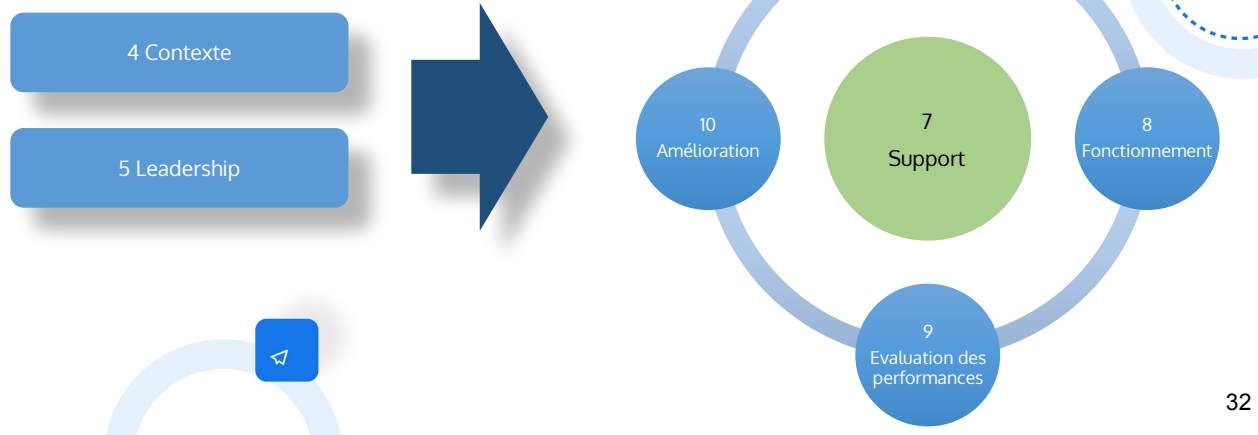 4 Contexte
5 Leadership
10
Amélioration
7
Support
8
Fonctionnement
9
Evaluation des
performances
32